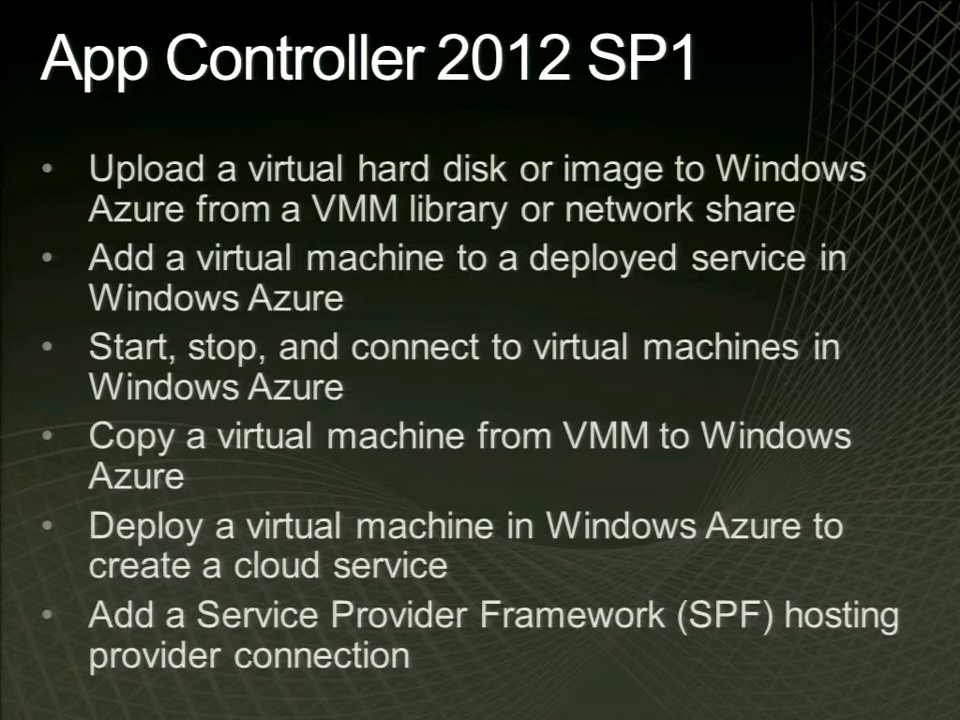 App Controller 2012 SP1
• Upload a virtual hard disk or image to Windows
Azure from a VMM library or network share
• Add a virtual machine to a deployed service in
Windows Azure
• Start, stop, and connect to virtual machines in
Windows Azure
• Copy a virtual machine from VMM to Windows
Azure
• Deploy a virtual machine in Windows Azure to
create a cloud service
• Add a Service Provider Framework (SPF) hosting
provider connection